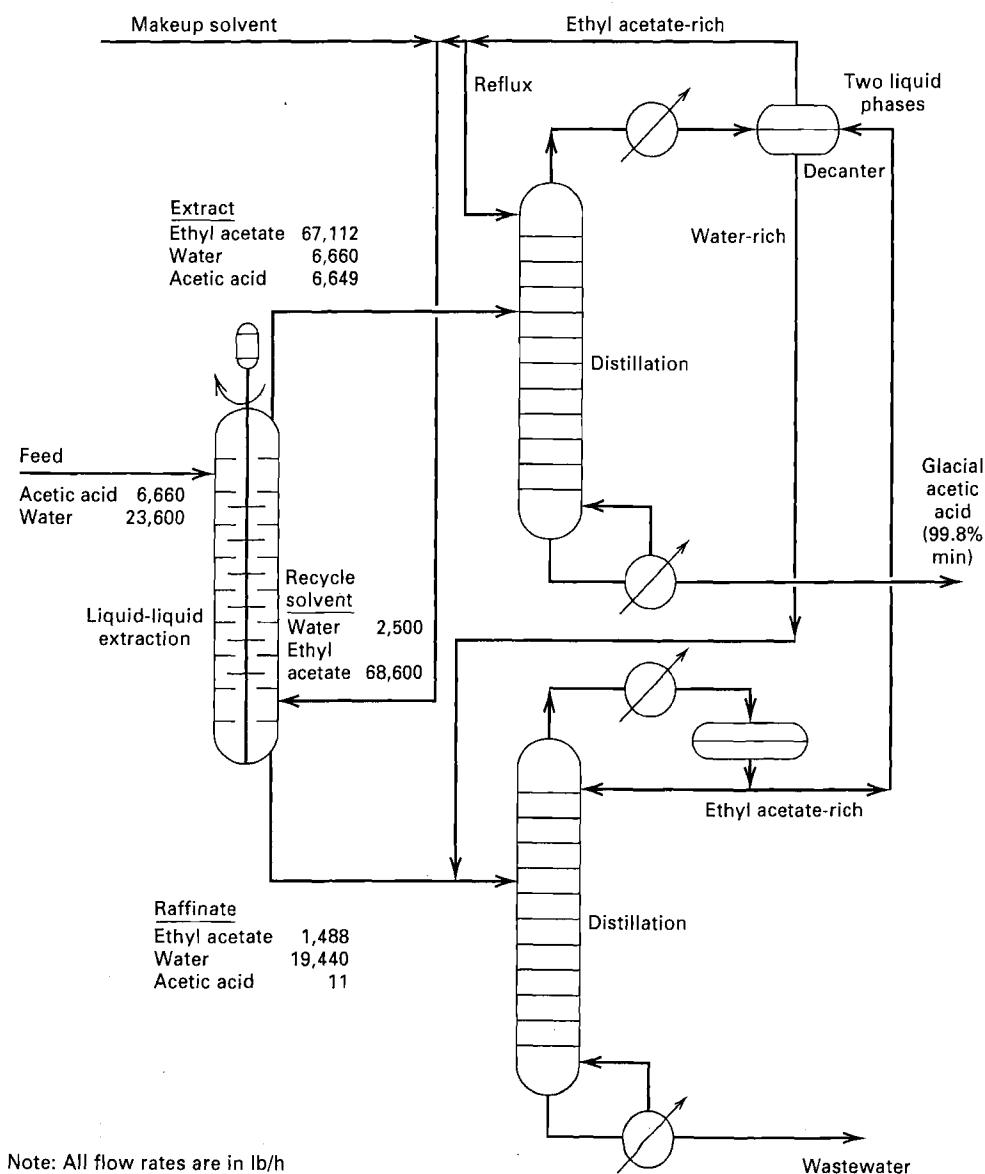 Makeup solvent
Ethyl acetate-rich
Reflux
Two liquid
phases
Decanter
Extract
Ethyl acetate 67,112
Water 6,660
Acetic acid 6,649
Water-rich
Distillation
Feed
Acetic acid 6,660
Water 23,600
Glacial
acetic
acid
(99.8%
min)
Recycle
solvent
Water 2,500
Ethyl
acetate 68,600
Liquid-liquid
extraction
Ethyl acetate-rich
Raffinate
Ethyl acetate 1,488
Water 19,440
Acetic acid 11
Distillation
Note: All flow rates are in lb/h
Wastewater